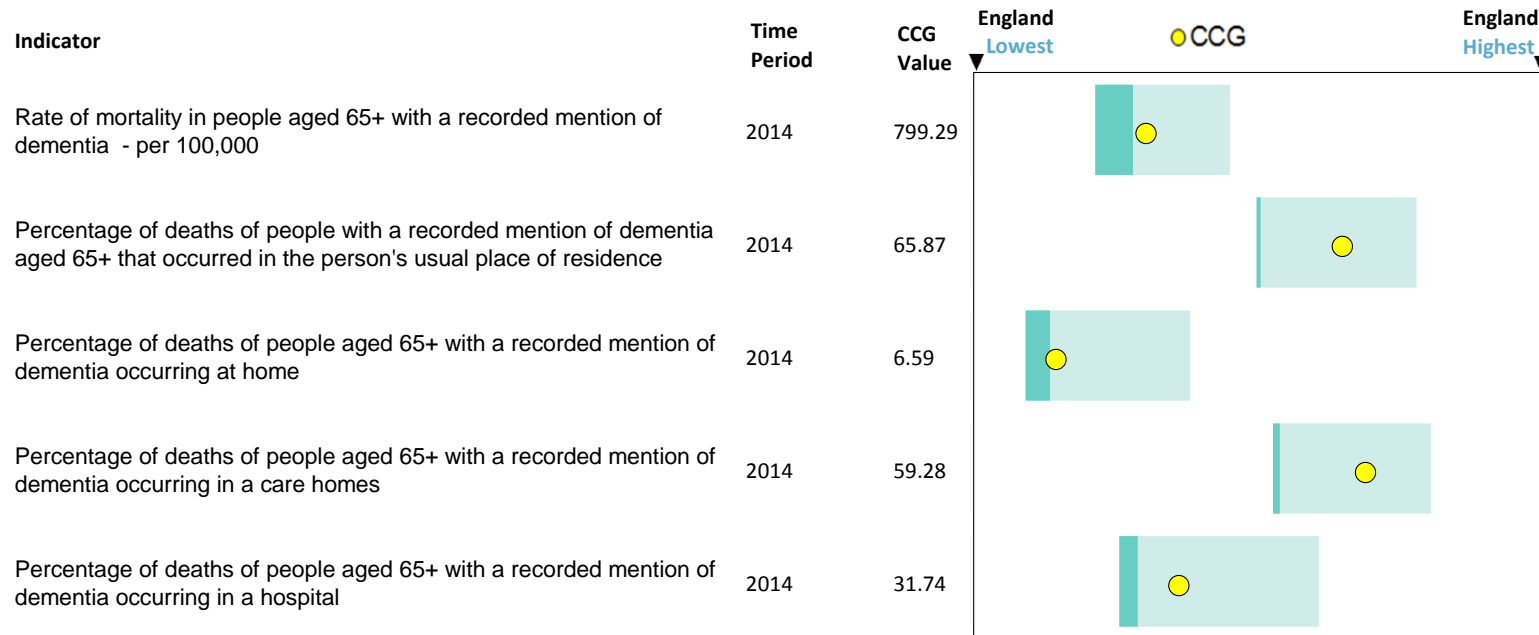 Indicator
Time
Period
CCG
Value
England
Lowest
CCG
England
Highest
Rate of mortality in people aged 65+ with a recorded mention of
dementia - per 100,000
2014
799.29
Percentage of deaths of people with a recorded mention of dementia
aged 65+ that occurred in the person's usual place of residence
2014
65.87
Percentage of deaths of people aged 65+ with a recorded mention of
dementia occurring at home
2014
6.59
Percentage of deaths of people aged 65+ with a recorded mention of
dementia occurring in a care homes
2014
59.28
Percentage of deaths of people aged 65+ with a recorded mention of
dementia occurring in a hospital
2014
31.74